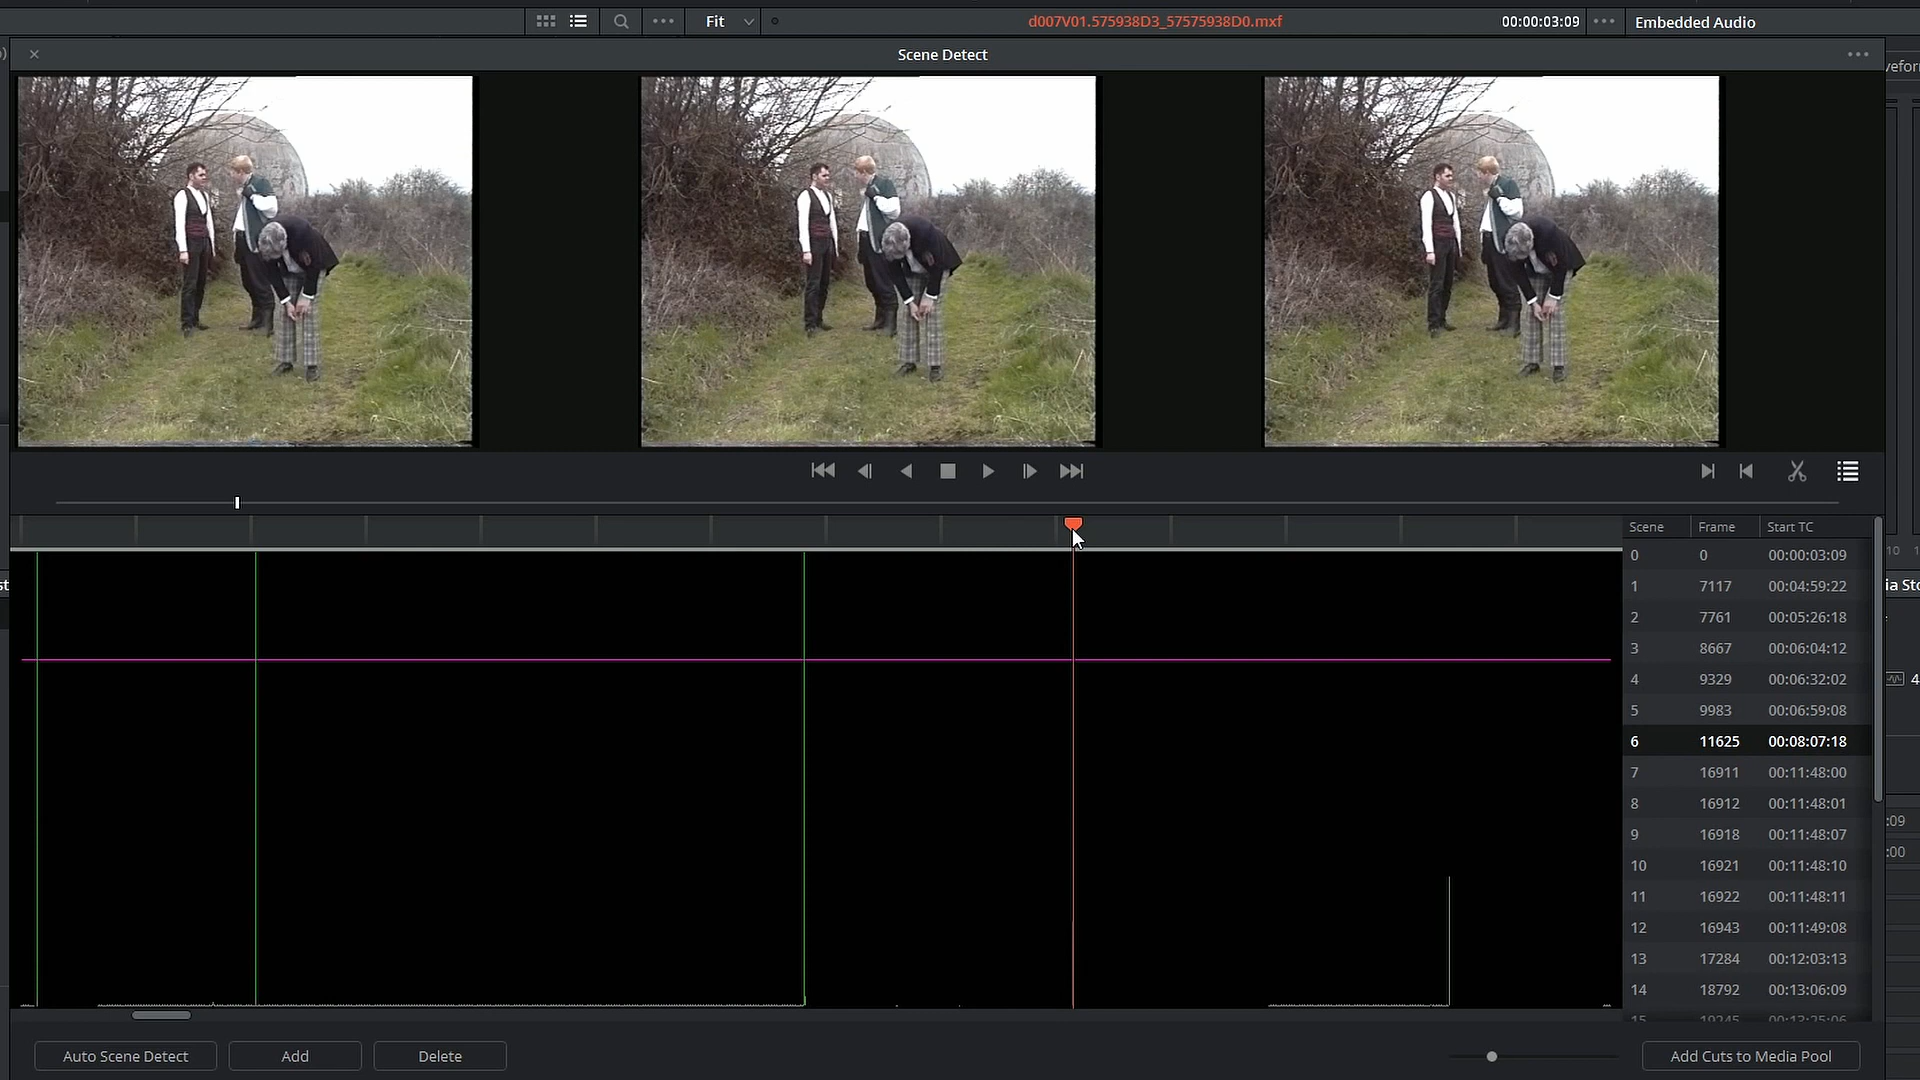 Fit
d007V01.575938D3_57575938D0.mxf
00:00:03:09
Embedded Audio
Scene Detect
Scene Frame Start TC
0 0 00:00:03:09
1 7117 00:04:59:22
2 7761 00:05:26:18
3 8667 00:06:04:12
4 9329 00:06:32:02
5 9983 00:06:59:08
6 11625 00:08:07:18
7 16911 00:11:48:00
8 16912 00:11:48:01
9 16918 00:11:48:07
10 16921 00:11:48:10
11 16922 00:11:48:11
12 16943 00:11:49:08
13 17284 00:12:03:13
14 18792 00:13:06:09
Auto Scene Detect
Add
Delete
Add Cuts to Media Pool